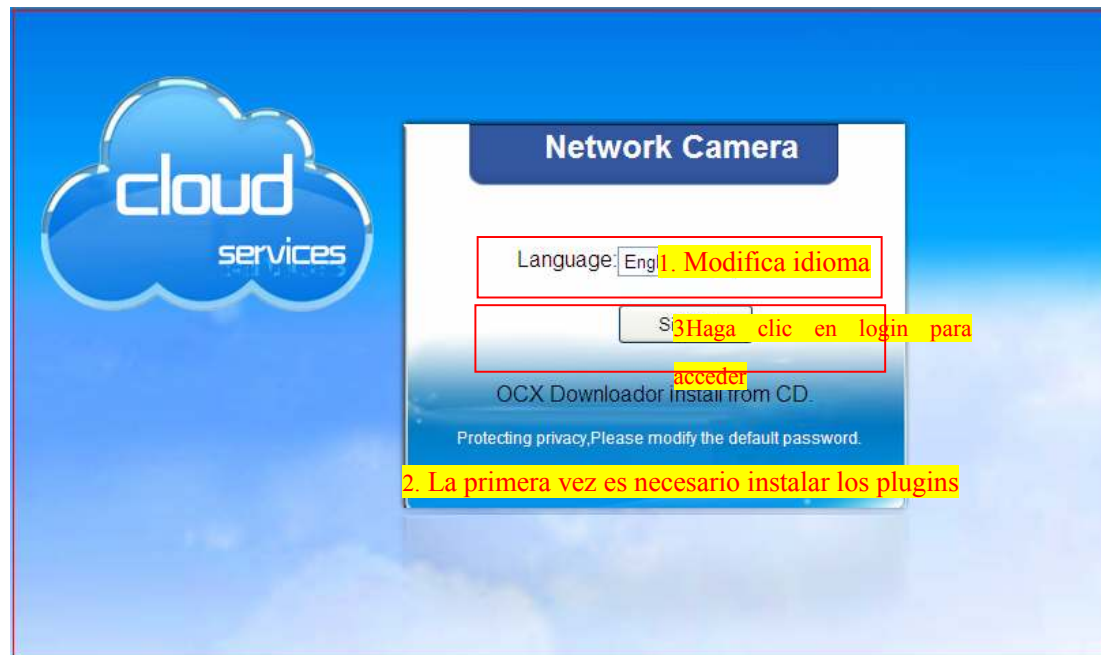 cloud
services
Network Camera
Language: Engl
1. Modifica idioma
3Haga clic en login para
acceder
OCX Downloador install from CD.
Protecting privacy,Please modify the default password.
2. La primera vez es necesario instalar los plugins